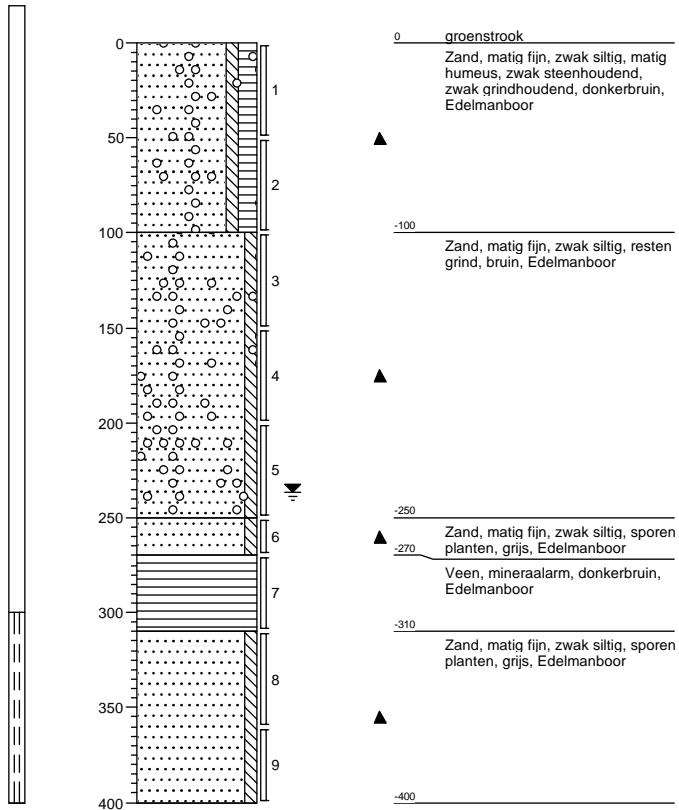 0
50
100
150
200
250
300
350
400
1
2
3
4
5
6
7
8
9
0 groenstrook
Zand, matig fijn, zwak siltig, matig
humeus, zwak steenhoudend,
zwak grindhoudend, donkerbruin,
Edelmanboor
-100
Zand, matig fijn, zwak siltig, resten
grind, bruin, Edelmanboor
-250
Zand, matig fijn, zwak siltig, sporen
planten, grijs, Edelmanboor
-270
Veen, mineraalarm, donkerbruin,
Edelmanboor
-310
Zand, matig fijn, zwak siltig, sporen
planten, grijs, Edelmanboor
-400